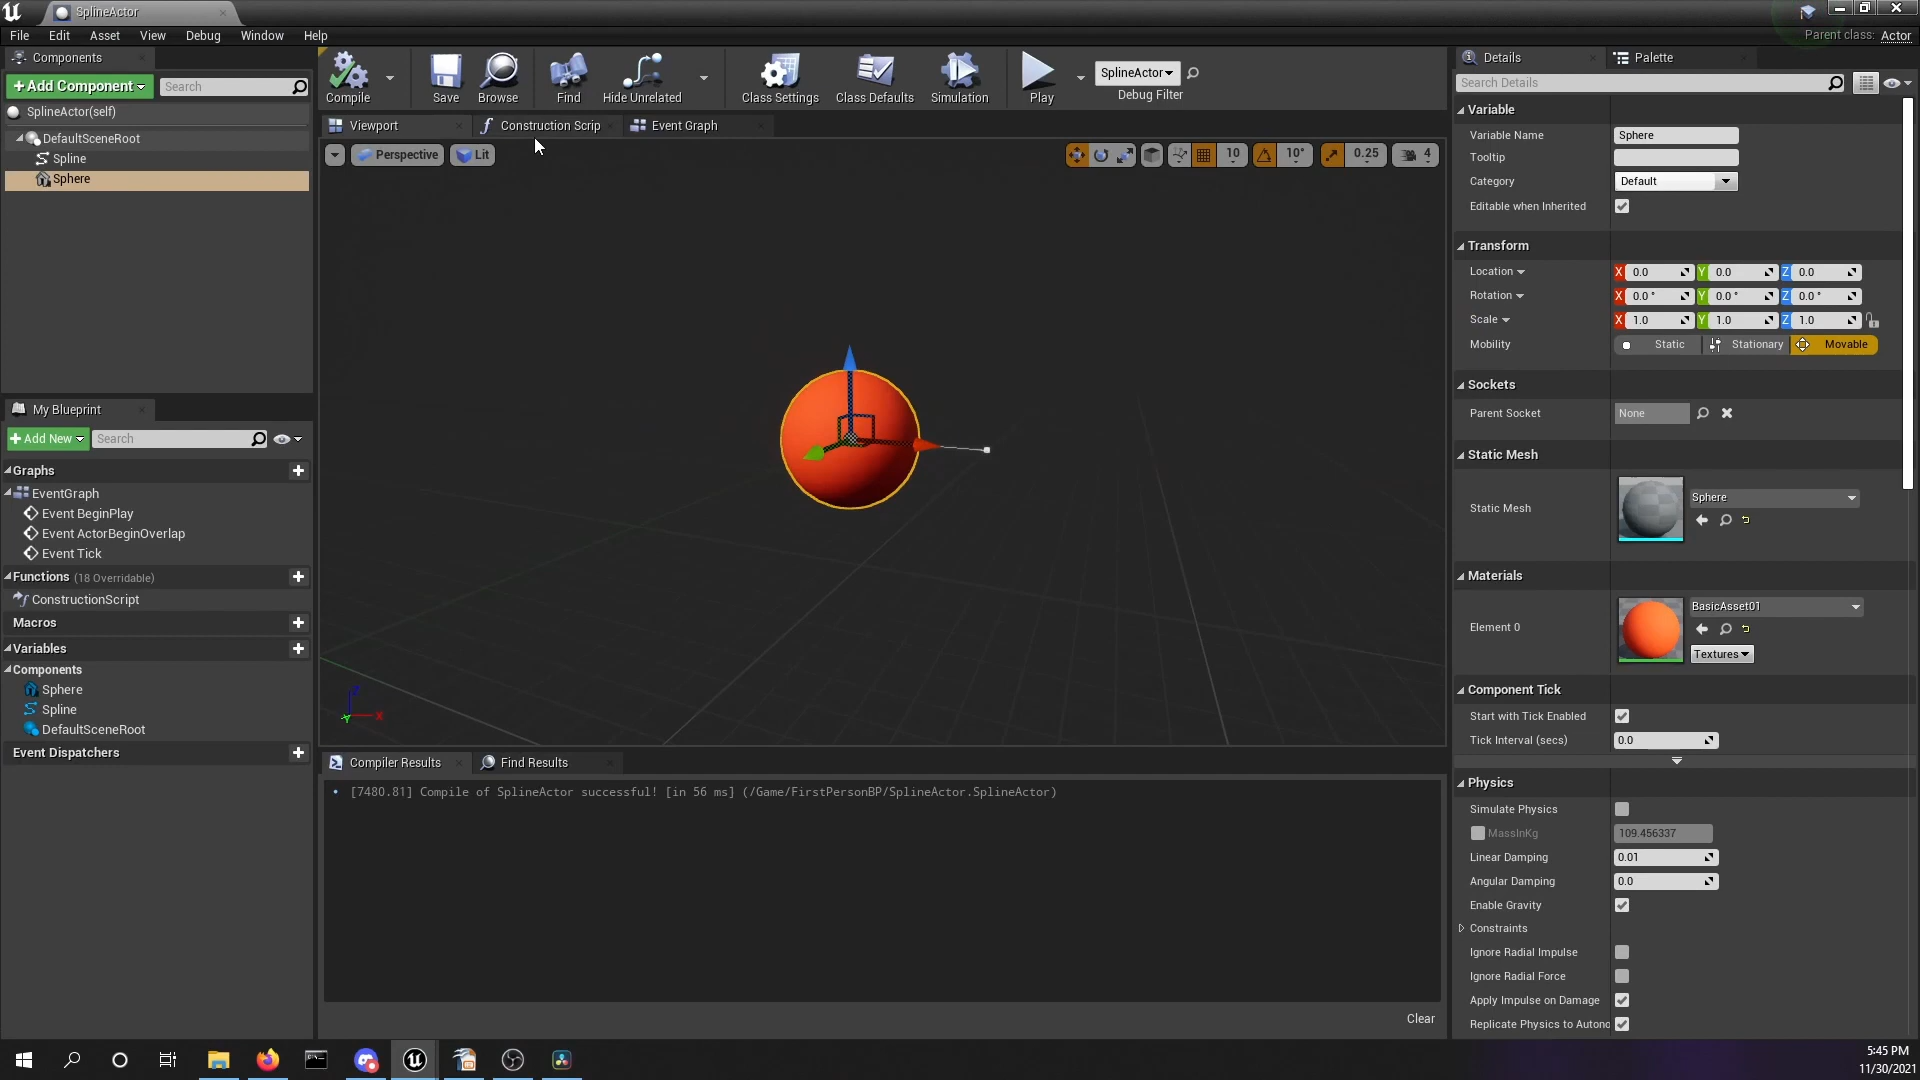 SplineActor
File Edit Asset View Debug Window Help
Parent class: Actor
Components
+Add Component Search
SplineActor(self)
DefaultSceneRoot
Spline
Sphere
My Blueprint
+Add New Search
Graphs
EventGraph
Event BeginPlay
Event ActorBeginOverlap
Event Tick
Functions (18 Overridable)
ConstructionScript
Macros
Variables
Components
Sphere
Spline
DefaultSceneRoot
Event Dispatchers
Compile Save Browse Find Hide Unrelated Class Settings Class Defaults Simulation Play
SplineActor
Debug Filter
Viewport Construction Scrip Event Graph
Perspective Lit 10 10° 0.25 4
Z
Y X
Compiler Results Find Results
[7480.81] Compile of SplineActor successful! [in 56 ms] (/Game/FirstPersonBP/SplineActor.SplineActor)
Clear
Details Palette
Search Details
Variable
Variable Name Sphere
Tooltip
Category Default
Editable when Inherited
Transform
Location X 0.0 Y 0.0 Z 0.0
Rotation X 0.0 ° Y 0.0 ° Z 0.0 °
Scale X 1.0 Y 1.0 Z 1.0
Mobility Static Stationary Movable
Sockets
Parent Socket None
Static Mesh
Static Mesh Sphere
Materials
Element 0 BasicAsset01
Textures
Component Tick
Start with Tick Enabled
Tick Interval (secs) 0.0
Physics
Simulate Physics
MassInKg 109.456337
Linear Damping 0.01
Angular Damping 0.0
Enable Gravity
Constraints
Ignore Radial Impulse
Ignore Radial Force
Apply Impulse on Damage
Replicate Physics to Autono
5:45 PM
11/30/2021